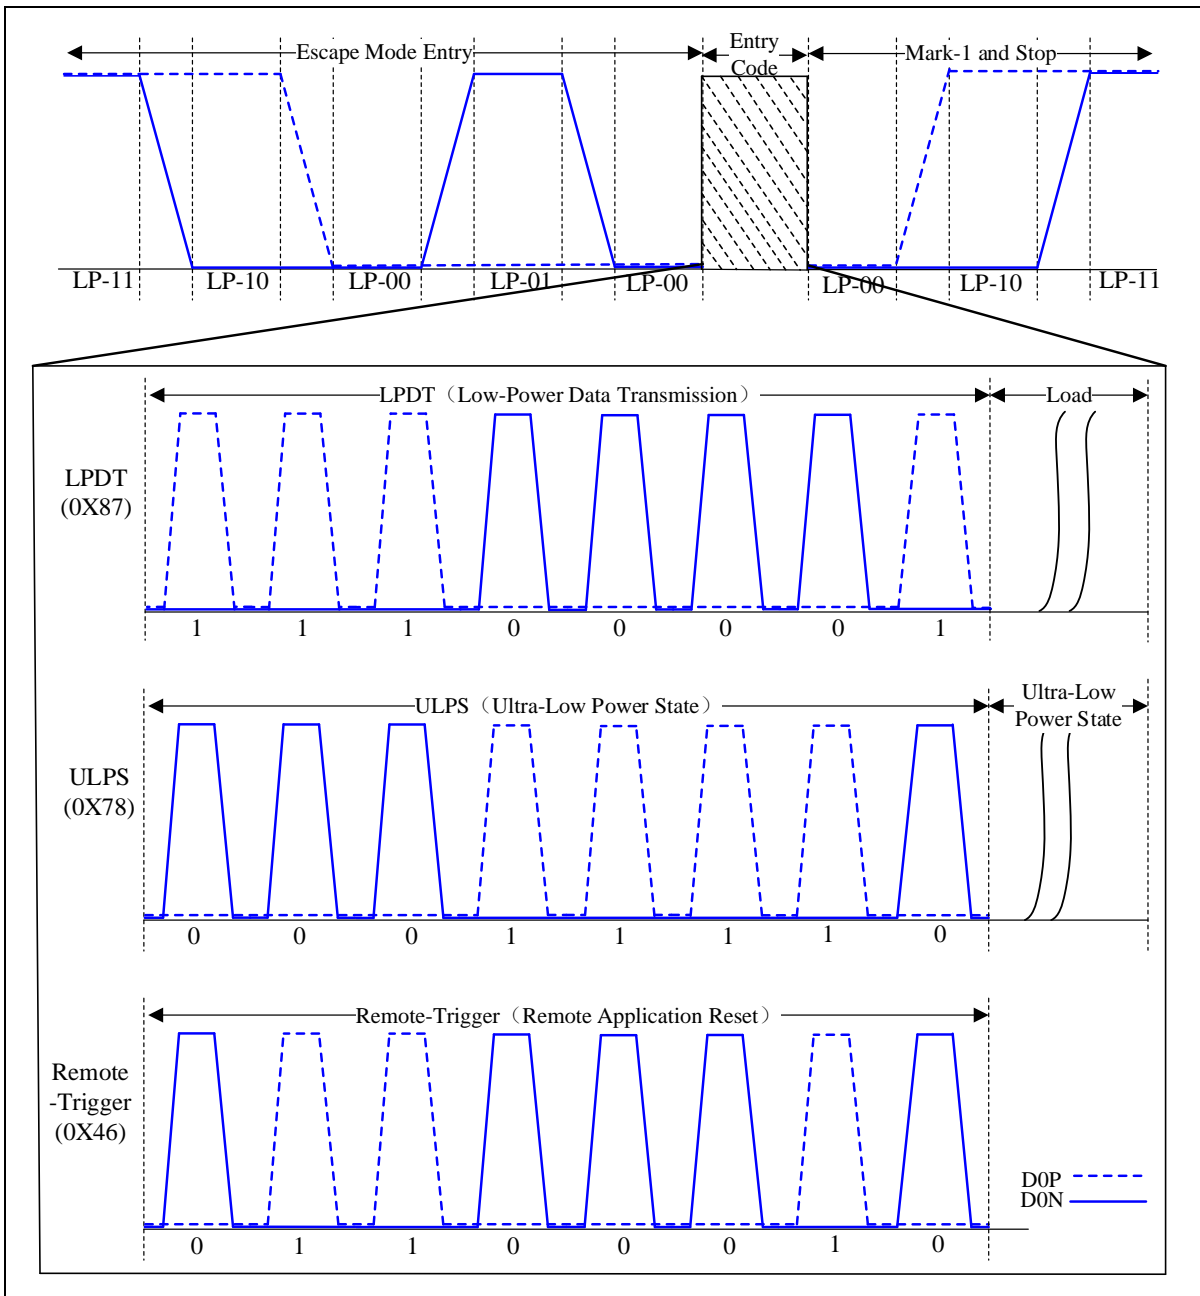 Escape Mode Entry
Entry
Code
Mark-1 and Stop
LP-11 LP-10 LP-00 LP-01 LP-00 LP-00 LP-10 LP-11
LPDT（Low-Power Data Transmission）
Load
LPDT
(0X87)
1 1 1 0 0 0 0 1
ULPS（Ultra-Low Power State）
Ultra-Low
Power State
ULPS
(0X78)
0 0 0 1 1 1 1 0
Remote-Trigger（Remote Application Reset）
Remote
-Trigger
(0X46)
D0P
D0N
0 1 1 0 0 0 1 0